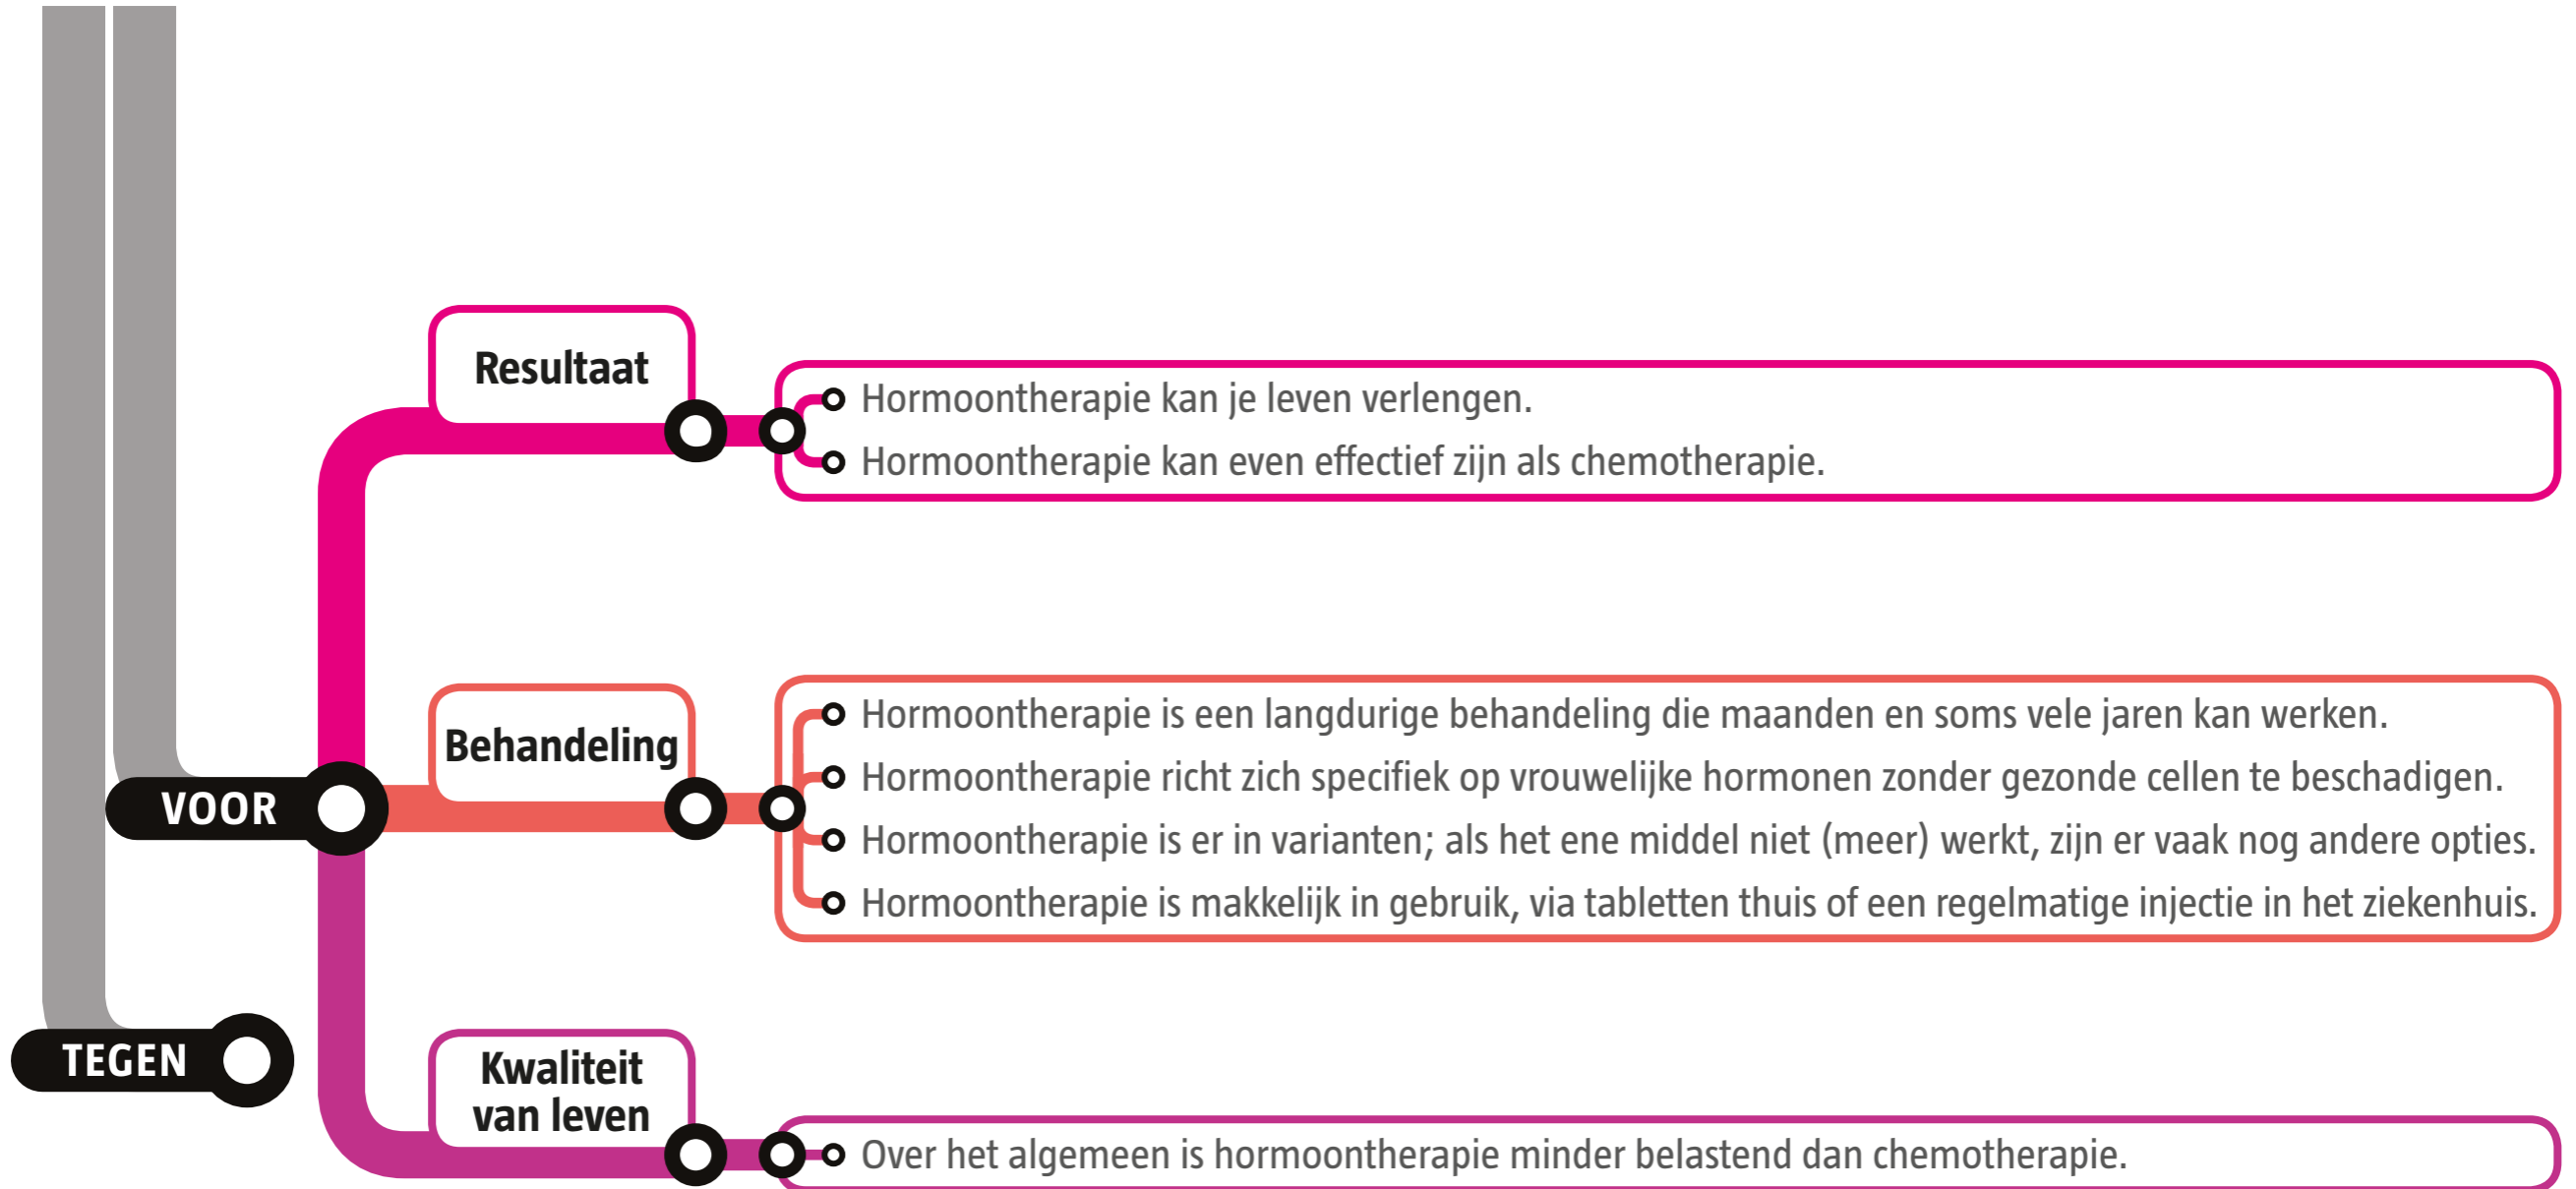 Resultaat
Hormoontherapie kan je leven verlengen.
Hormoontherapie kan even effectief zijn als chemotherapie.
VOOR
Behandeling
Hormoontherapie is een langdurige behandeling die maanden en soms vele jaren kan werken.
Hormoontherapie richt zich specifiek op vrouwelijke hormonen zonder gezonde cellen te beschadigen.
Hormoontherapie is er in varianten; als het ene middel niet (meer) werkt, zijn er vaak nog andere opties.
Hormoontherapie is makkelijk in gebruik, via tabletten thuis of een regelmatige injectie in het ziekenhuis.
TEGEN
Kwaliteit
van leven
Over het algemeen is hormoontherapie minder belastend dan chemotherapie.